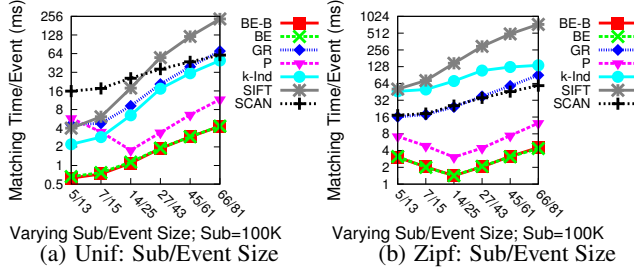 Matching Time/Event (ms)
256
128
64
32
16
8
4
2
1
0.5
5/13
7/15
14/25
27/43
45/61
66/81
BE-B
BE
GR
P
k-Ind
SIFT
SCAN
Varying Sub/Event Size; Sub=100K
(a) Unif: Sub/Event Size
Matching Time/Event (ms)
1024
512
256
128
64
32
16
8
4
2
1
5/13
7/15
14/25
27/43
45/61
66/81
BE-B
BE
GR
P
k-Ind
SIFT
SCAN
Varying Sub/Event Size; Sub=100K
(b) Zipf: Sub/Event Size